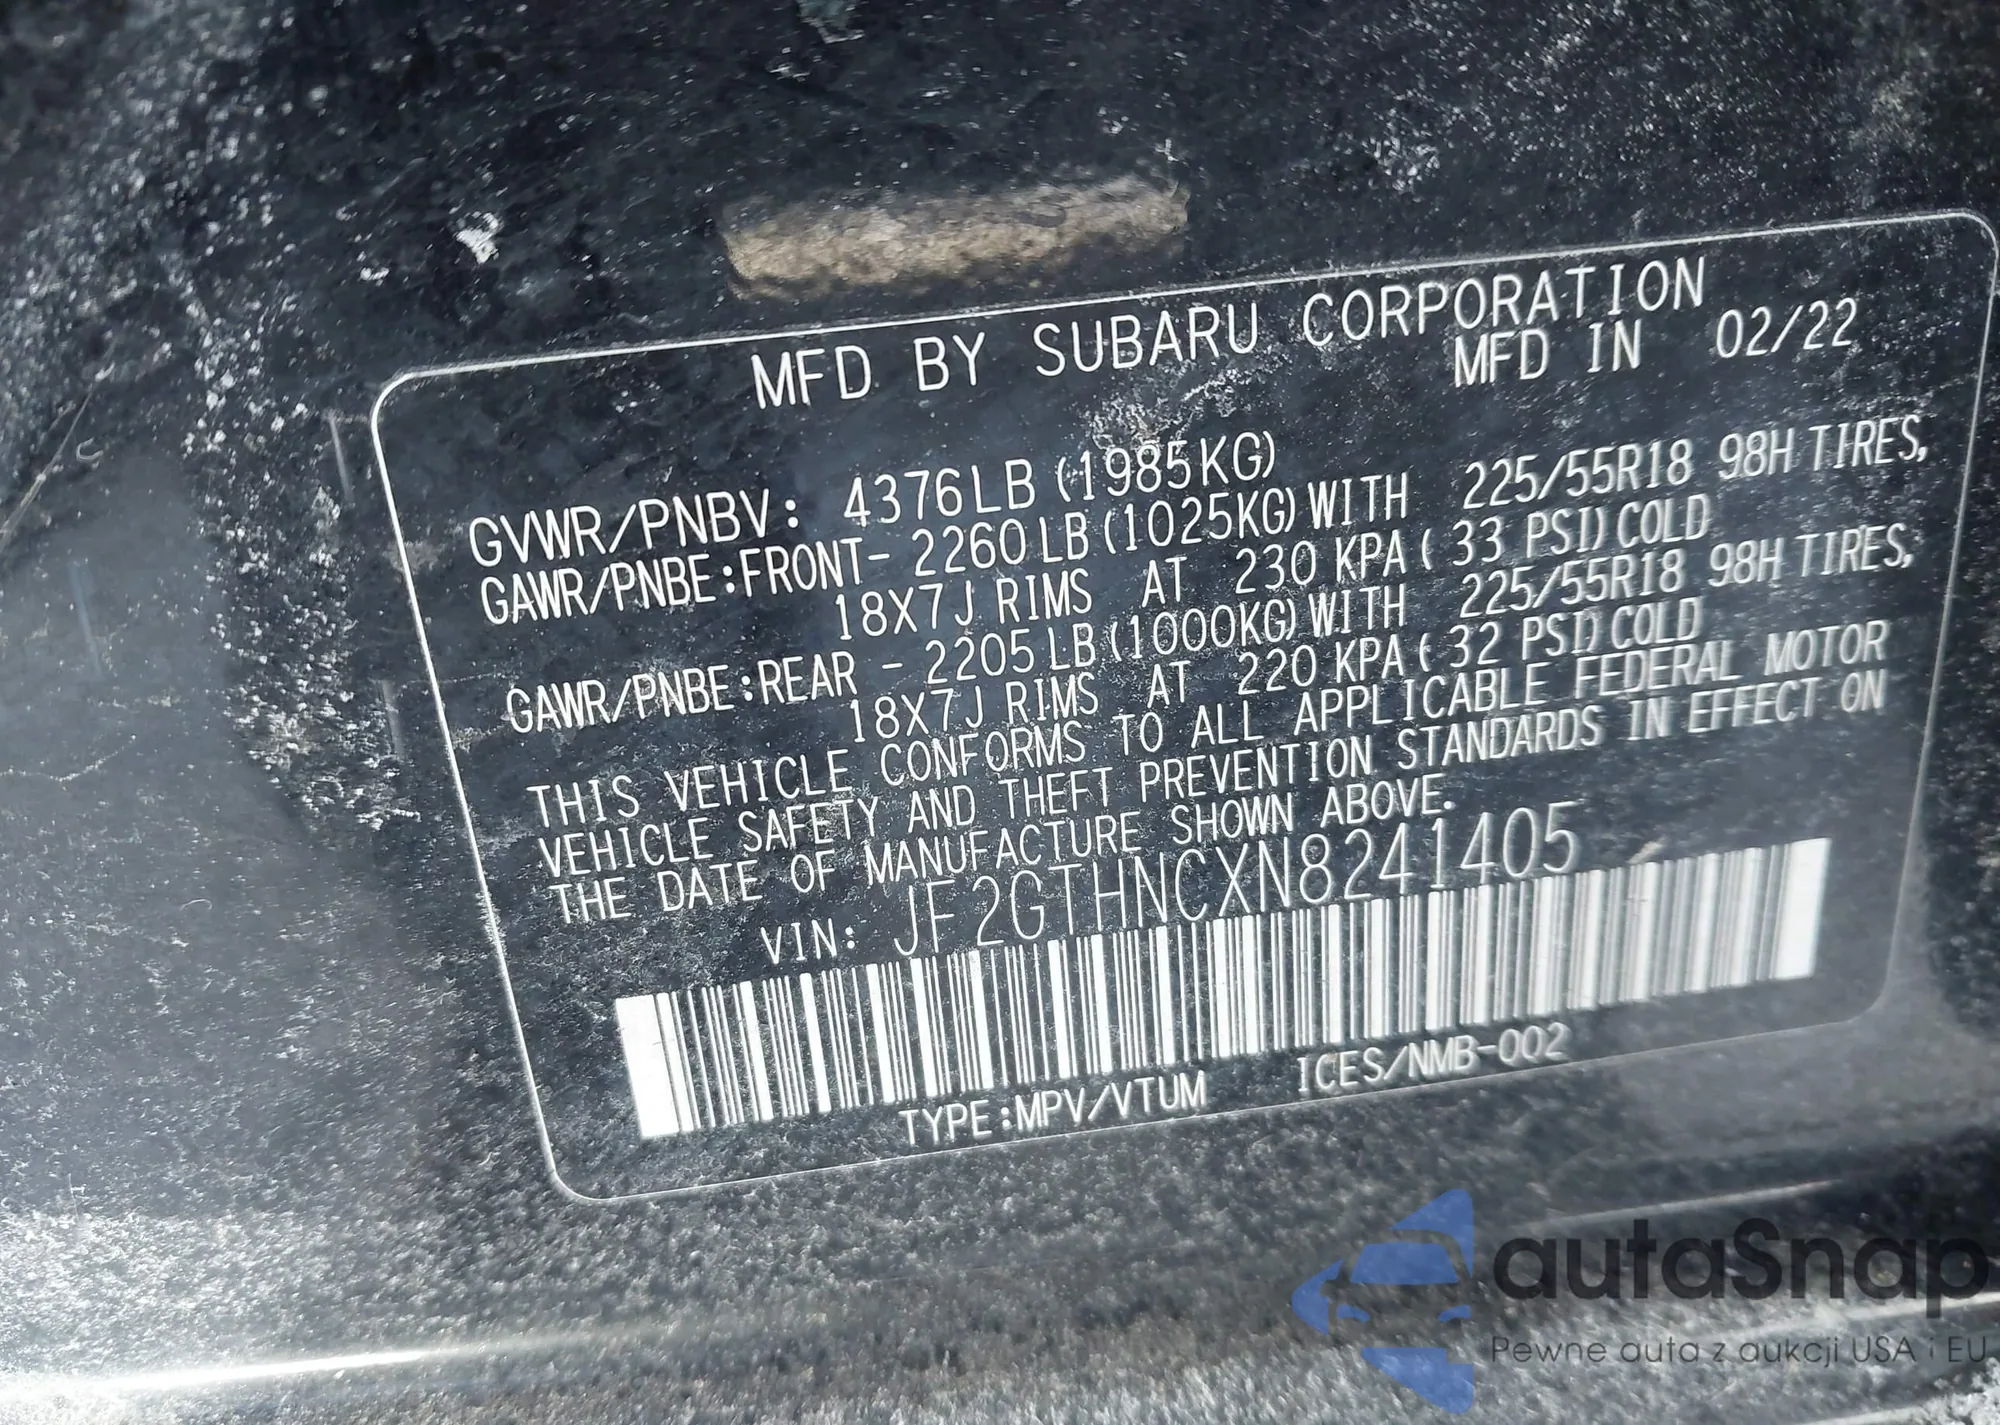 MFD BY SUBARU CORPORATION
MFD IN 02/22
GVWR/PNBV: 4376LB (1985KG)
GAWR/PNBE:FRONT- 2260LB(1025KG)WITH 225/55R18 98H TIRES,
18X7J RIMS AT 230 KPA( 33 PSI)COLD
GAWR/PNBE:REAR - 2205LB(1000KG)WITH 225/55R18 98H TIRES,
18X7J RIMS AT 220 KPA( 32 PSI)COLD
THIS VEHICLE CONFORMS TO ALL APPLICABLE FEDERAL MOTOR
VEHICLE SAFETY AND THEFT PREVENTION STANDARDS IN EFFECT ON
THE DATE OF MANUFACTURE SHOWN ABOVE.
VIN: JF2GTHNCXN8241405
TYPE:MPV/VTUM ICES/NMB-002
autaSnap
Pewne auta z aukcji USA i EU